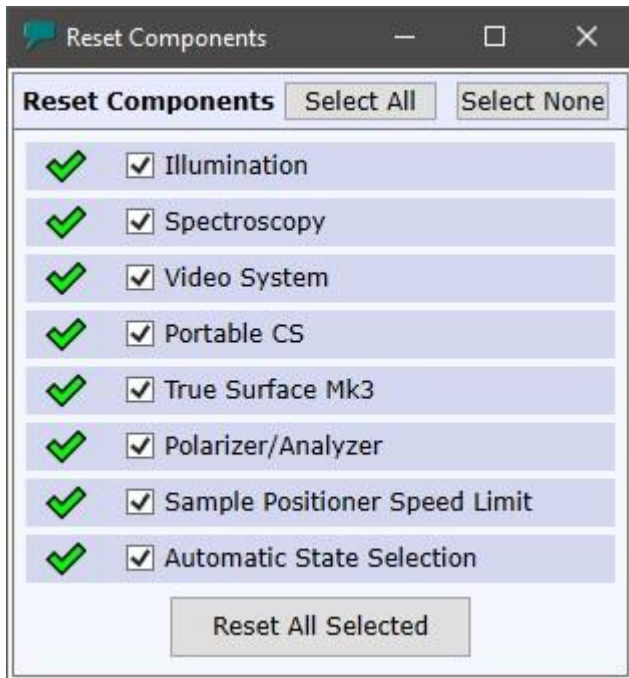 Reset Components
Reset Components Select All Select None
Illumination
Spectroscopy
Video System
Portable CS
True Surface Mk3
Polarizer/Analyzer
Sample Positioner Speed Limit
Automatic State Selection
Reset All Selected